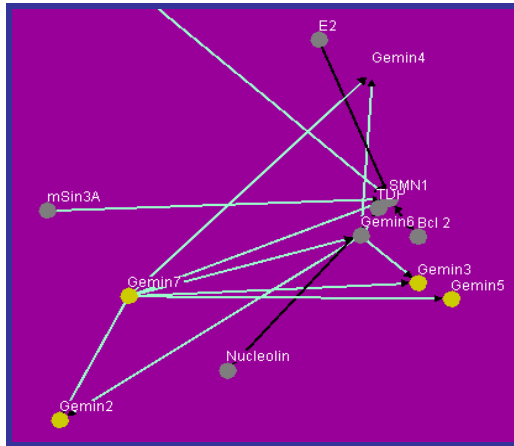 E2
Gemin4
SMN1
TDP
mSin3A
Gemin6
Bcl 2
Gemin3
Gemin7
Gemin5
Nucleolin
Gemin2